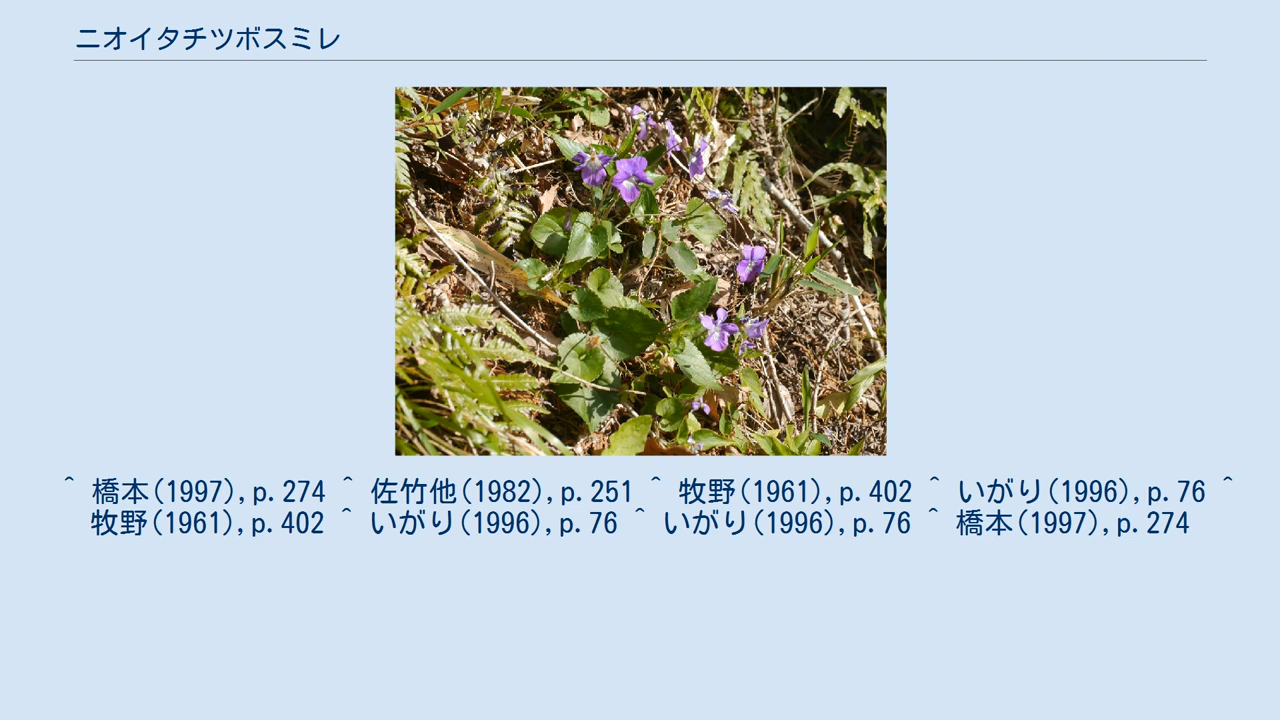 ニオイタチツボスミレ
^ 橋本(1997),p.274 ^ 佐竹他(1982),p.251 ^ 牧野(1961),p.402 ^ いがり(1996),p.76 ^
牧野(1961),p.402 ^ いがり(1996),p.76 ^ いがり(1996),p.76 ^ 橋本(1997),p.274